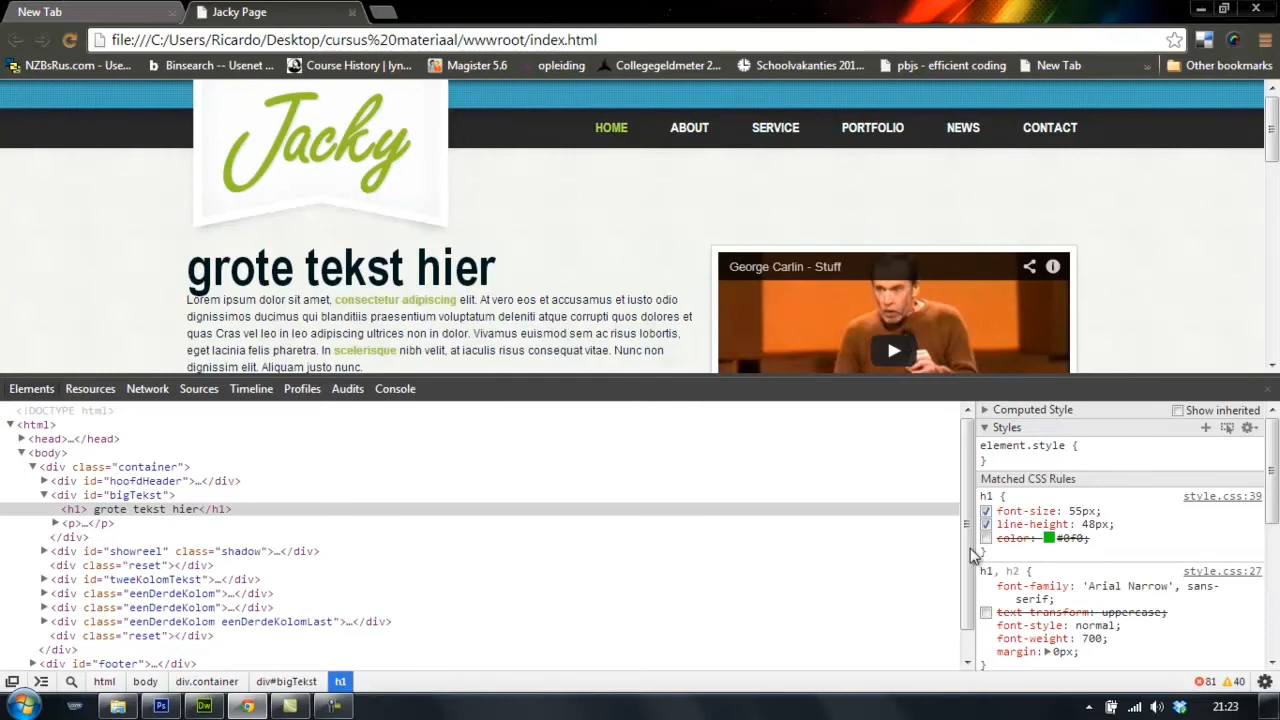 New Tab
Jacky Page
file:///C:/Users/Ricardo/Desktop/cursus%20materiaal/wwwroot/index.html
NZBsRus.com - Use...
Binsearch -- Usenet ...
Course History | lyn...
Magister 5.6
opleiding
Collegegeldmeter 2...
Schoolvakanties 201...
pbjs - efficient coding
New Tab
»
Other bookmarks
Jacky
HOME
ABOUT
SERVICE
PORTFOLIO
NEWS
CONTACT
grote tekst hier
Lorem ipsum dolor sit amet, consectetur adipiscing elit. At vero eos et accusamus et iusto odio
dignissimos ducimus qui blanditiis praesentium voluptatum deleniti atque corrupti quos dolores et
quas Cras vel leo in leo adipiscing ultrices non in dolor. Vivamus euismod sem ac risus lobortis,
eget lacinia felis pharetra. In scelerisque nibh velit, at iaculis risus consequat vitae. Nunc non
dignissim elit. Aliquam justo nunc.
George Carlin - Stuff
Elements
Resources
Network
Sources
Timeline
Profiles
Audits
Console
<!DOCTYPE html>
<html>
<head>…</head>
<body>
<div class="container">
<div id="hoofdHeader">…</div>
<div id="bigTekst">
<h1> grote tekst hier</h1>
<p>…</p>
</div>
<div id="showreel" class="shadow">…</div>
<div class="reset"></div>
<div id="tweeKolomTekst">…</div>
<div class="eenDerdeKolom">…</div>
<div class="eenDerdeKolom">…</div>
<div class="eenDerdeKolom eenDerdeKolomLast">…</div>
<div class="reset"></div>
</div>
<div id="footer">…</div>
Computed Style
Show inherited
Styles
element.style {
}
Matched CSS Rules
h1 {
style.css:39
font-size: 55px;
line-height: 48px;
color: #0f0;
}
h1, h2 {
style.css:27
font-family: 'Arial Narrow', sans-
serif;
text-transform: uppercase;
font-style: normal;
font-weight: 700;
margin: 0px;
}
html
body
div.container
div#bigTekst
h1
81
40
Ps
Dw
21:23